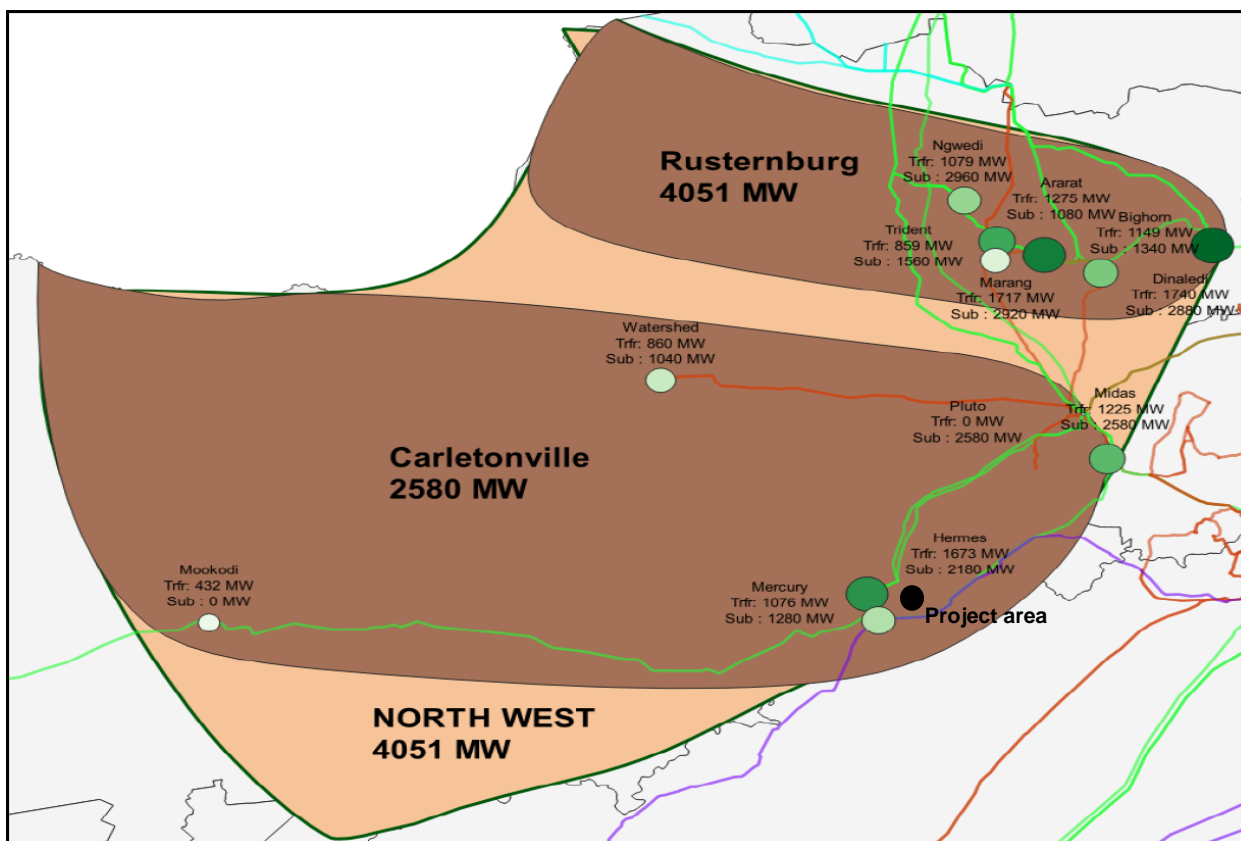 Rusternburg
4051 MW
Ngwedi
Trfr: 1079 MW
Sub : 2960 MW
Ararat
Trfr: 1275 MW
Sub : 1080 MW
Bighorn
Trfr: 1149 MW
Sub : 1340 MW
Trident
Trfr: 859 MW
Sub : 1560 MW
Marang
Trfr: 1717 MW
Sub : 2920 MW
Dinaledi
Trfr: 1740 MW
Sub : 2880 MW
Watershed
Trfr: 860 MW
Sub : 1040 MW
Pluto
Trfr: 0 MW
Sub : 2580 MW
Midas
Trfr: 1225 MW
Sub : 2580 MW
Carletonville
2580 MW
Hermes
Trfr: 1673 MW
Sub : 2180 MW
Mookodi
Trfr: 432 MW
Sub : 0 MW
Mercury
Trfr: 1076 MW
Sub : 1280 MW
Project area
NORTH WEST
4051 MW